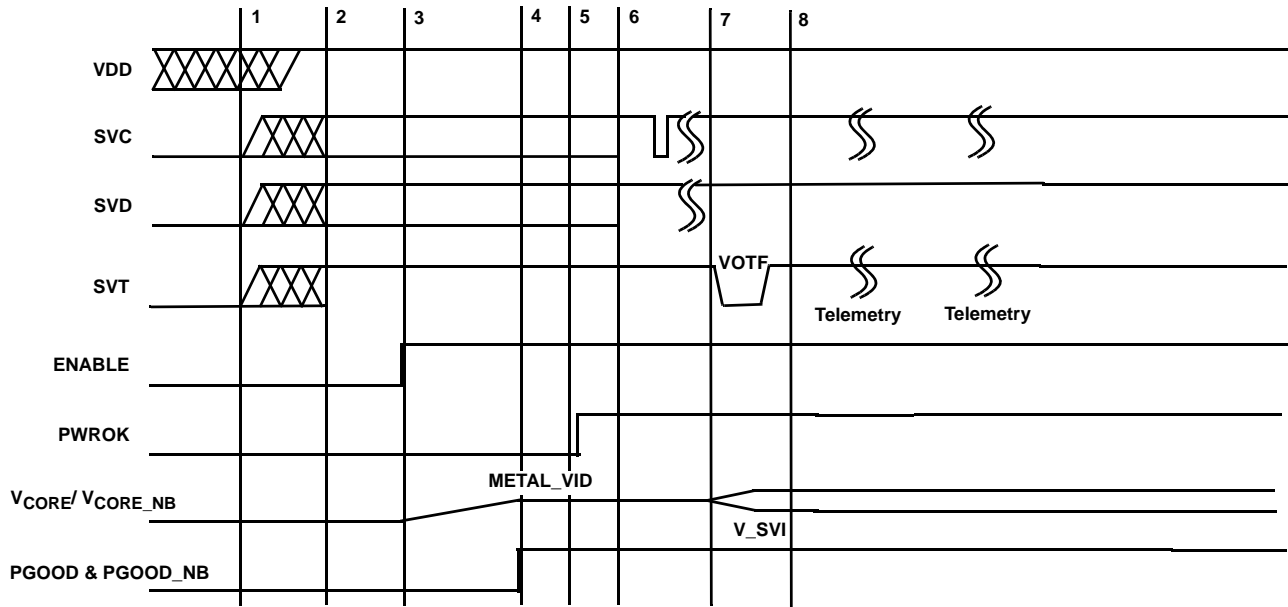 1 2 3 4 5 6 7 8
VDD
SVC
SVD
SVT
VOTF
Telemetry Telemetry
ENABLE
PWROK
METAL_VID
VCORE/ VCORE_NB
V_SVI
PGOOD & PGOOD_NB